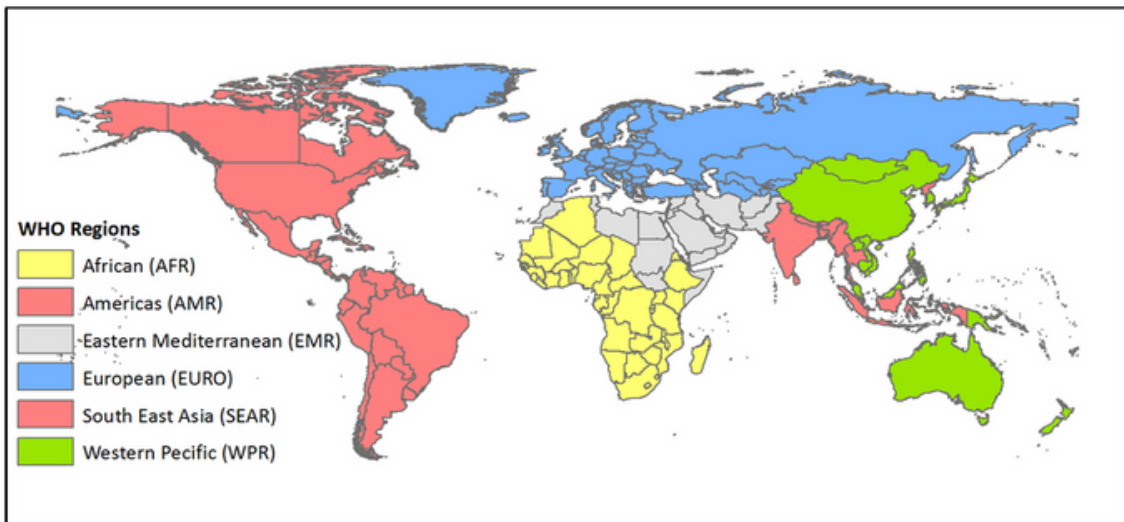 WHO Regions
African (AFR)
Americas (AMR)
Eastern Mediterranean (EMR)
European (EURO)
South East Asia (SEAR)
Western Pecific (WPR)